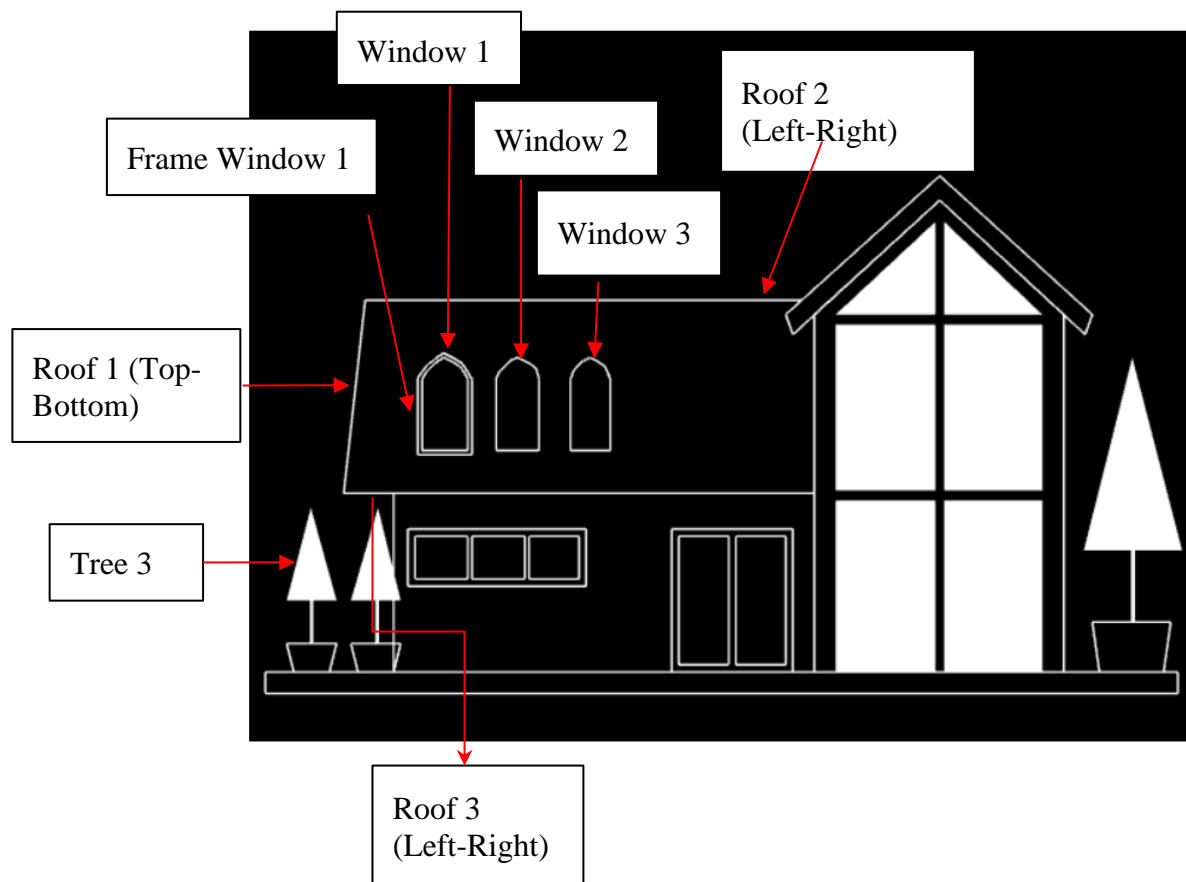 Window 1
Roof 2
(Left-Right)
Window 2
Frame Window 1
Window 3
Roof 1 (Top-
Bottom)
Tree 3
Roof 3
(Left-Right)